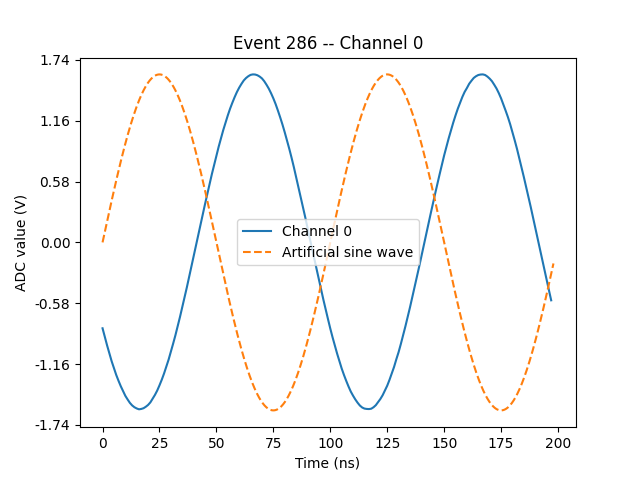 Event 286 -- Channel 0
ADC value (V)
1.74
1.16
0.58
0.00
-0.58
-1.16
-1.74
Channel 0
Artificial sine wave
0 25 50 75 100 125 150 175 200
Time (ns)